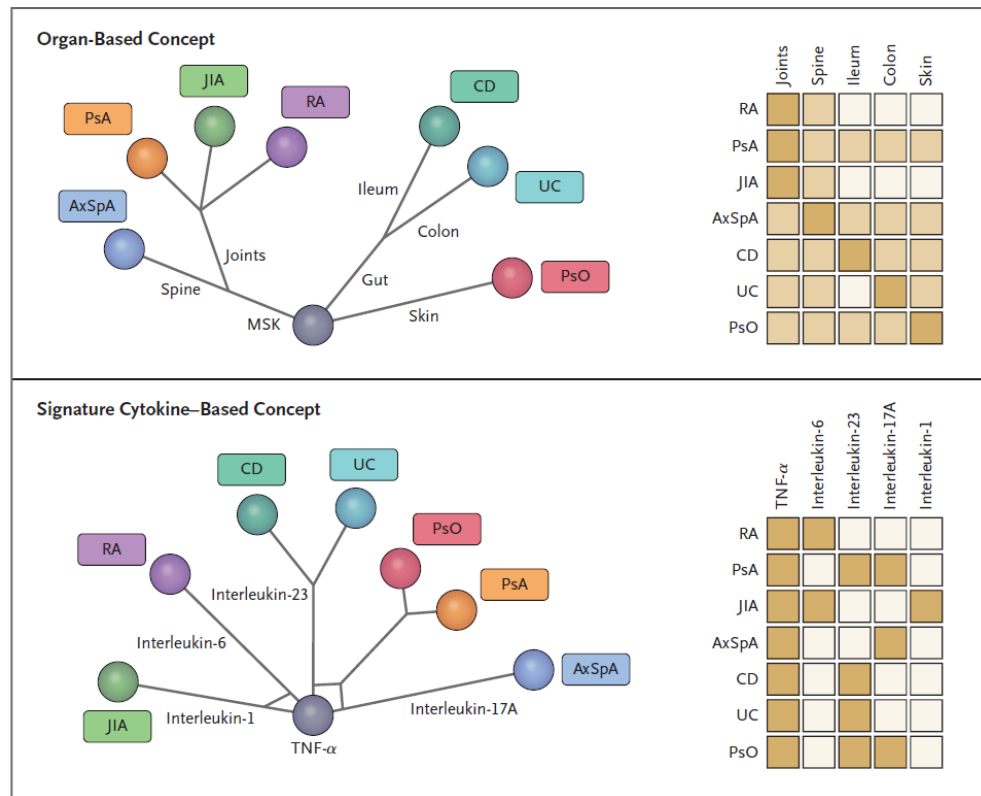 Organ-Based Concept
JIA
CD
PsA
RA
AxSpA
UC
Ileum
Colon
Joints
Gut
Spine
PsO
MSK
Skin
Joints
Spine
Ileum
Colon
Skin
RA
PsA
JIA
AxSpA
CD
UC
PsO
Signature Cytokine–Based Concept
CD
UC
PsO
RA
PsA
Interleukin-23
Interleukin-6
AxSpA
Interleukin-1
Interleukin-17A
JIA
TNF-α
TNF-α
Interleukin-6
Interleukin-23
Interleukin-17A
Interleukin-1
RA
PsA
JIA
AxSpA
CD
UC
PsO